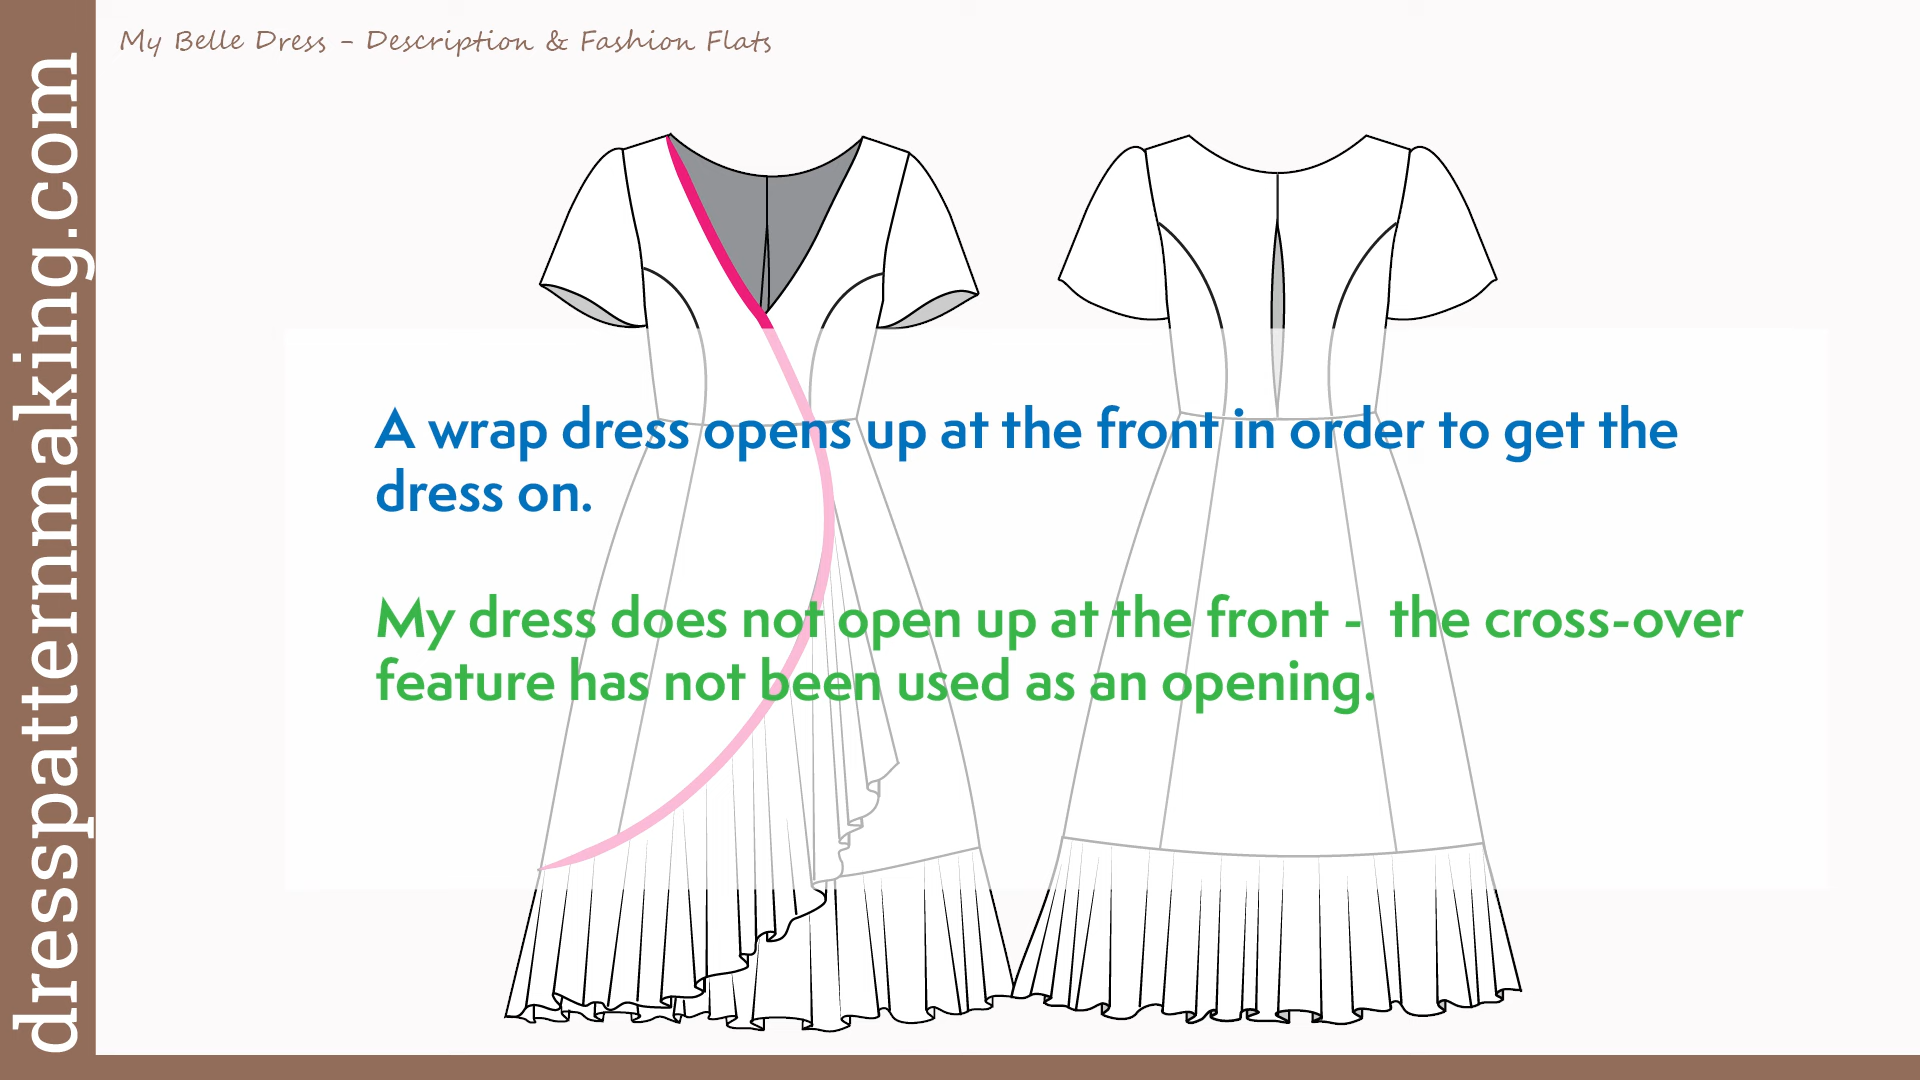 My Belle Dress - Description & Fashion Flats
dresspatternmaking.com
A wrap dress opens up at the front in order to get the
dress on.
My dress does not open up at the front - the cross-over
feature has not been used as an opening.